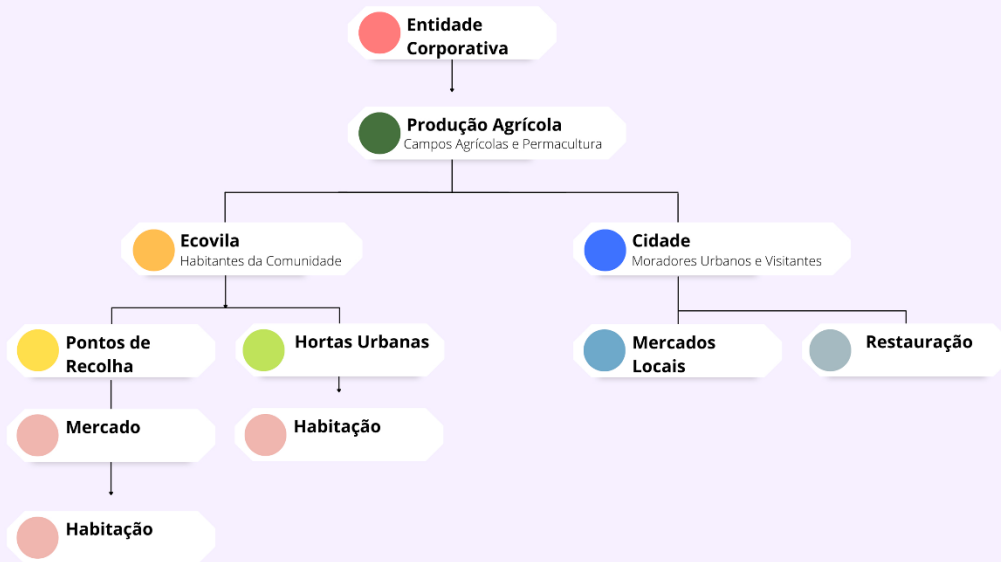 Entidade
Corporativa
Produção Agrícola
Campos Agrícolas e Permacultura
Ecovila
Habitantes da Comunidade
Cidade
Moradores Urbanos e Visitantes
Pontos de
Recolha
Hortas Urbanas
Mercados
Locais
Restauração
Mercado
Habitação
Habitação